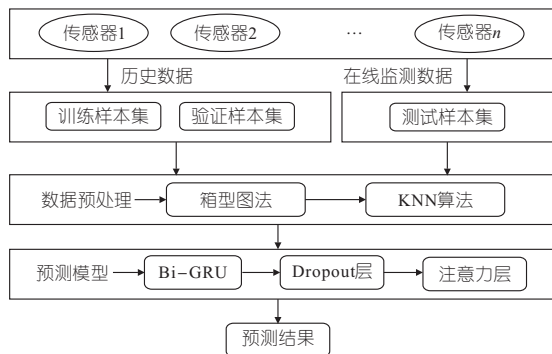 传感器1 传感器2 … 传感器n
历史数据 在线监测数据
训练样本集 验证样本集 测试样本集
数据预处理 箱型图法 KNN算法
预测模型 Bi-GRU Dropout层 注意力层
预测结果